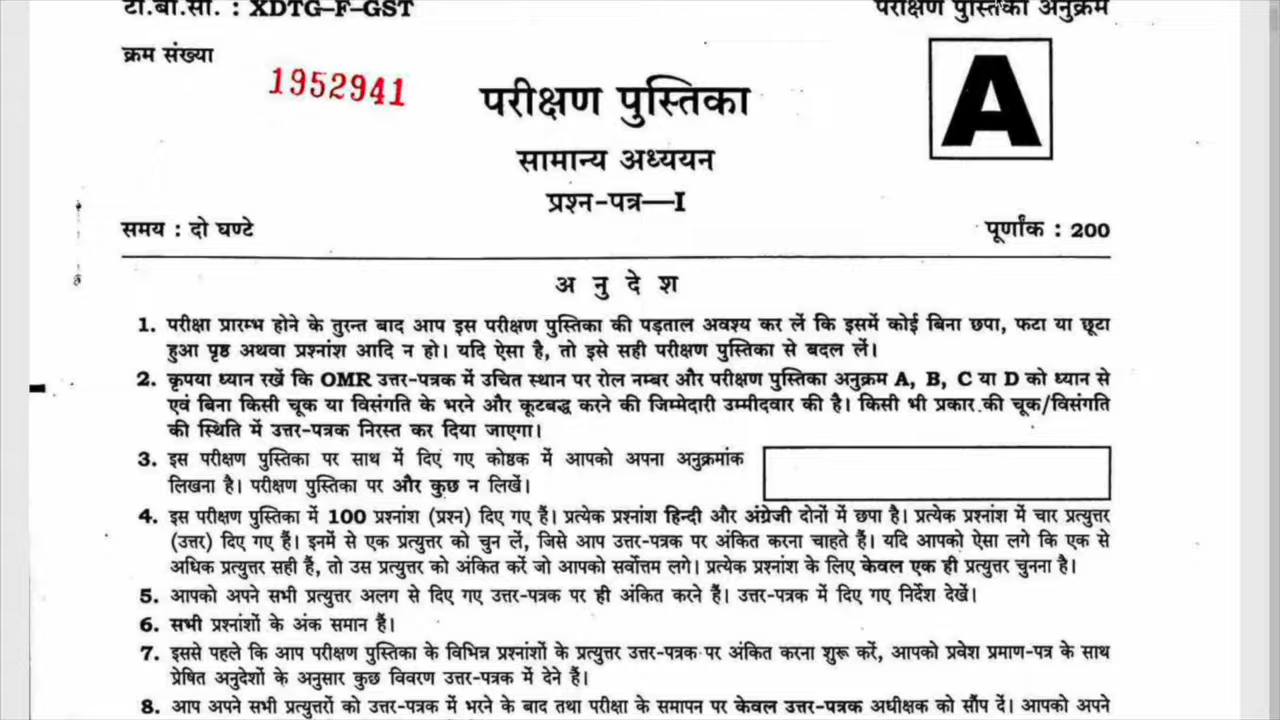 टी.बी.सी. : XDTG–F–GST
परीक्षण पुस्तिका अनुक्रम
क्रम संख्या
1952941
A
परीक्षण पुस्तिका
सामान्य अध्ययन
प्रश्न-पत्र—I
समय : दो घण्टे
पूर्णांक : 200
अ नु दे श
1. परीक्षा प्रारम्भ होने के तुरन्त बाद आप इस परीक्षण पुस्तिका की पड़ताल अवश्य कर लें कि इसमें कोई बिना छपा, फटा या छूटा
हुआ पृष्ठ अथवा प्रश्नांश आदि न हो। यदि ऐसा है, तो इसे सही परीक्षण पुस्तिका से बदल लें।
2. कृपया ध्यान रखें कि OMR उत्तर-पत्रक में उचित स्थान पर रोल नम्बर और परीक्षण पुस्तिका अनुक्रम A, B, C या D को ध्यान से
एवं बिना किसी चूक या विसंगति के भरने और कूटबद्ध करने की जिम्मेदारी उम्मीदवार की है। किसी भी प्रकार की चूक/विसंगति
की स्थिति में उत्तर-पत्रक निरस्त कर दिया जाएगा।
3. इस परीक्षण पुस्तिका पर साथ में दिए गए कोष्ठक में आपको अपना अनुक्रमांक
लिखना है। परीक्षण पुस्तिका पर और कुछ न लिखें।
4. इस परीक्षण पुस्तिका में 100 प्रश्नांश (प्रश्न) दिए गए हैं। प्रत्येक प्रश्नांश हिन्दी और अंग्रेजी दोनों में छपा है। प्रत्येक प्रश्नांश में चार प्रत्युत्तर
(उत्तर) दिए गए हैं। इनमें से एक प्रत्युत्तर को चुन लें, जिसे आप उत्तर-पत्रक पर अंकित करना चाहते हैं। यदि आपको ऐसा लगे कि एक से
अधिक प्रत्युत्तर सही हैं, तो उस प्रत्युत्तर को अंकित करें जो आपको सर्वोत्तम लगे। प्रत्येक प्रश्नांश के लिए केवल एक ही प्रत्युत्तर चुनना है।
5. आपको अपने सभी प्रत्युत्तर अलग से दिए गए उत्तर-पत्रक पर ही अंकित करने हैं। उत्तर-पत्रक में दिए गए निर्देश देखें।
6. सभी प्रश्नांशों के अंक समान हैं।
7. इससे पहले कि आप परीक्षण पुस्तिका के विभिन्न प्रश्नांशों के प्रत्युत्तर उत्तर-पत्रक पर अंकित करना शुरू करें, आपको प्रवेश प्रमाण-पत्र के साथ
प्रेषित अनुदेशों के अनुसार कुछ विवरण उत्तर-पत्रक में देने हैं।
8. आप अपने सभी प्रत्युत्तरों को उत्तर-पत्रक में भरने के बाद तथा परीक्षा के समापन पर केवल उत्तर-पत्रक अधीक्षक को सौंप दें। आपको अपने